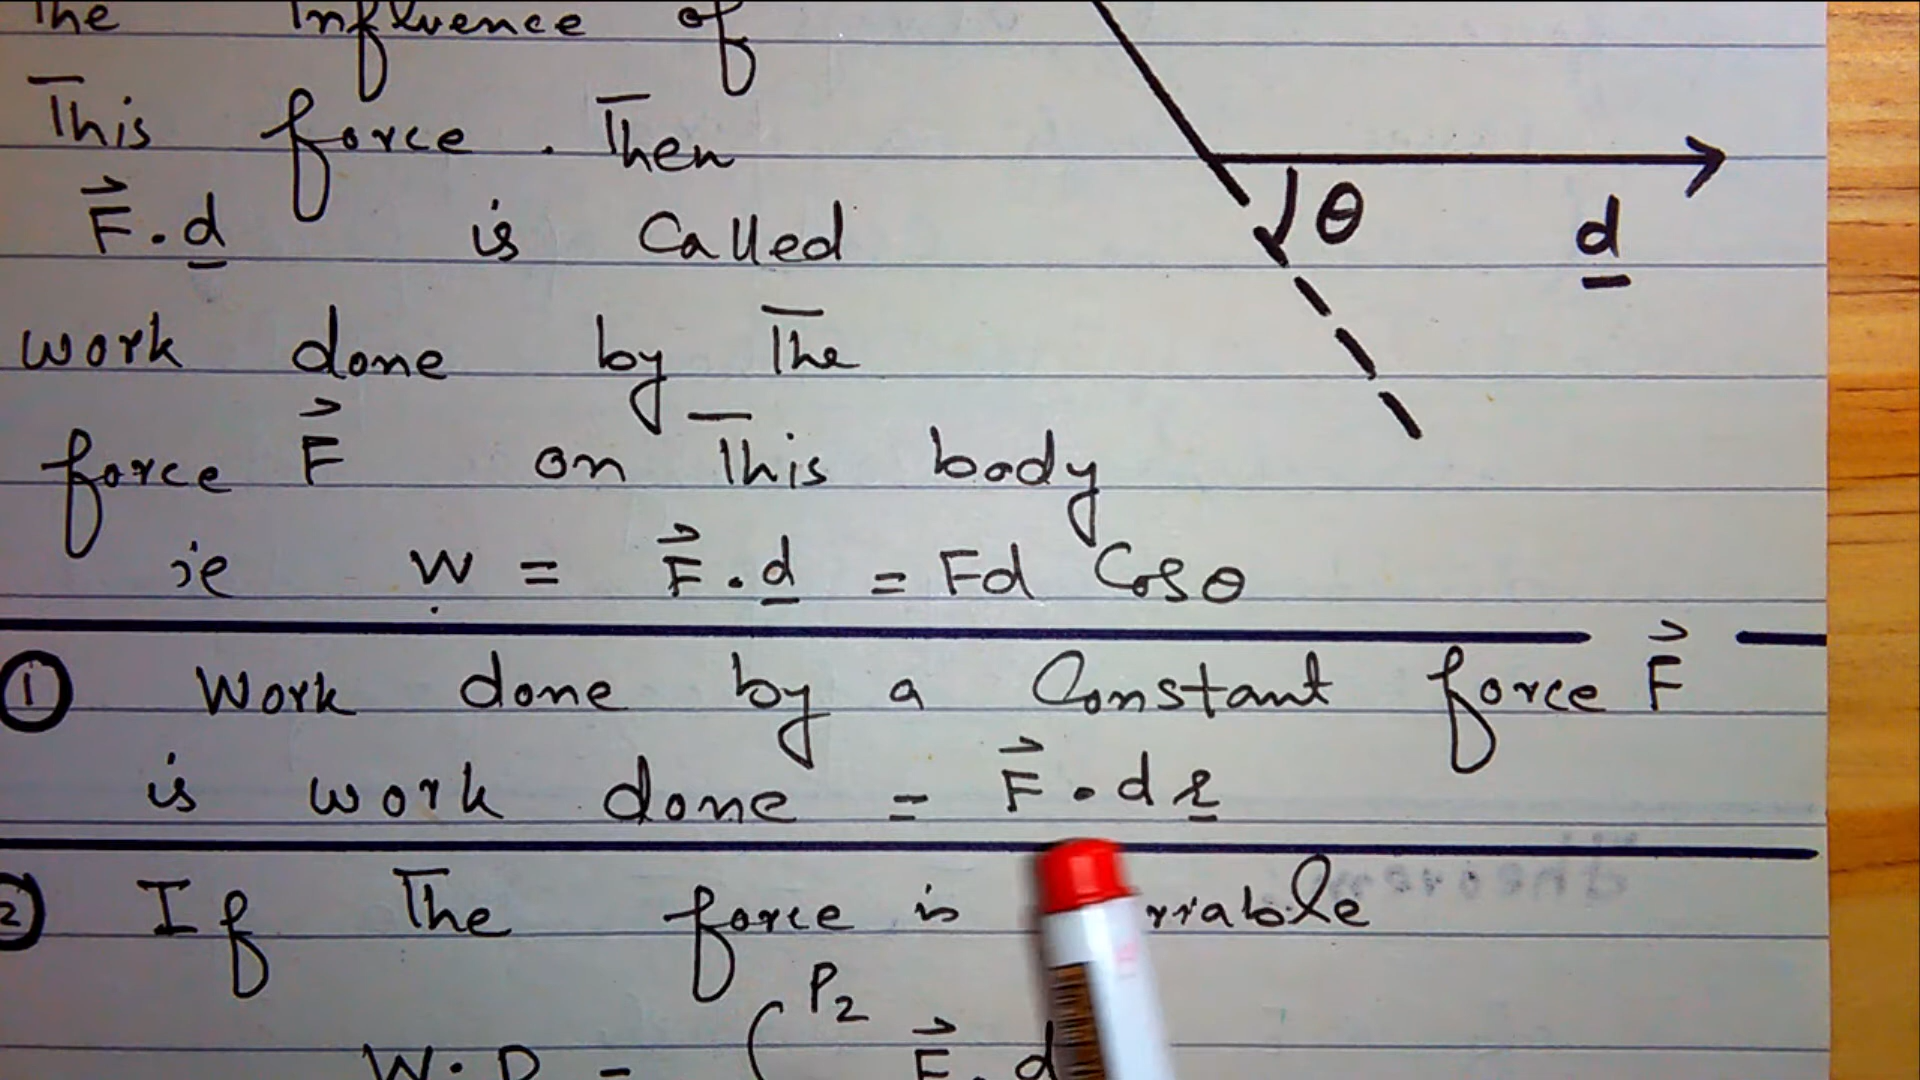 The Influence of
This force. Then
F⃗.d̲ is Called
work done by The
force F⃗ on This body
ie W = F⃗.d̲ = Fd Cosθ
θ
d̲
① Work done by a Constant force F⃗
is work done = F⃗.dr̲
② If The force is
P₂
W.D = ∫ F⃗.d